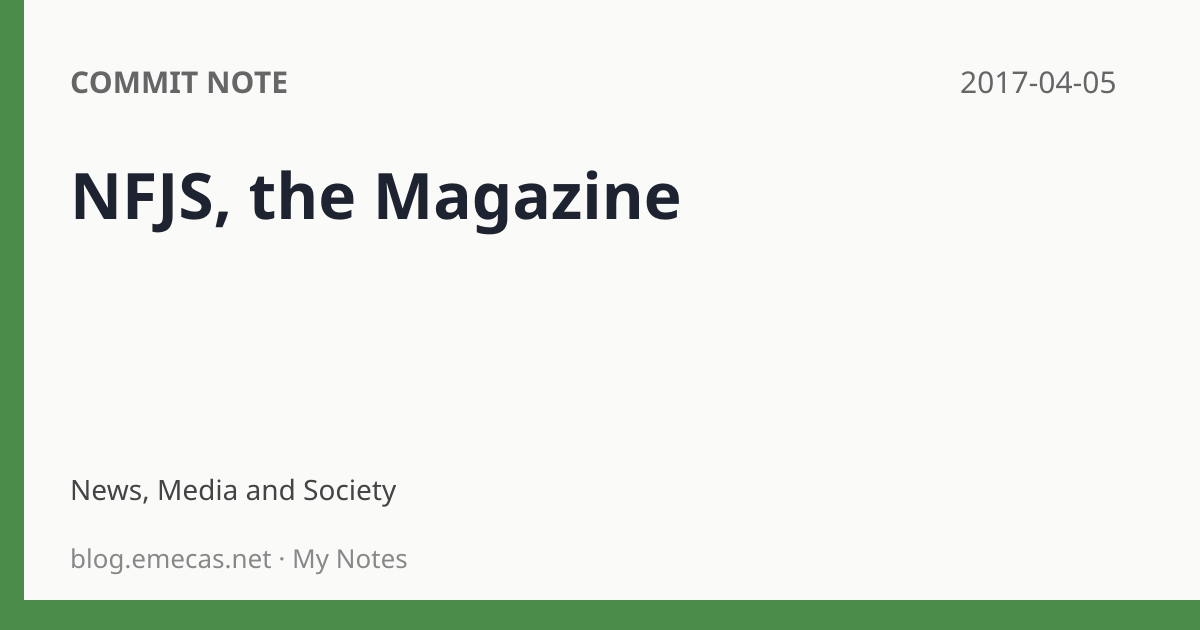 COMMIT NOTE
2017-04-05
NFJS, the Magazine
News, Media and Society
blog.emecas.net · My Notes